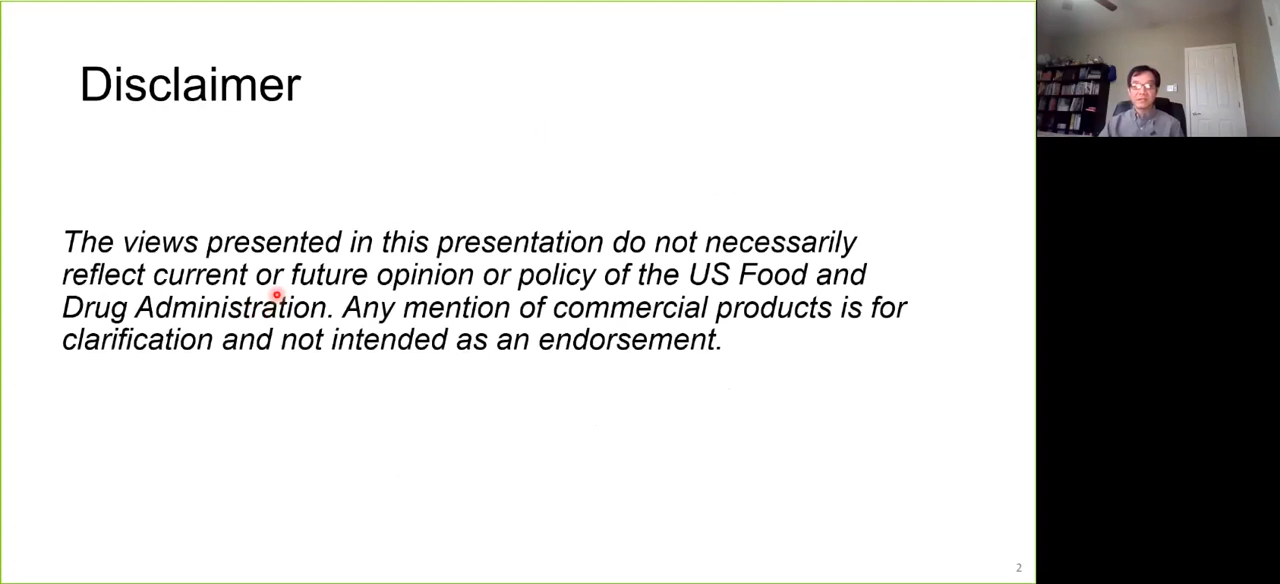 Disclaimer
The views presented in this presentation do not necessarily
reflect current or future opinion or policy of the US Food and
Drug Administration. Any mention of commercial products is for
clarification and not intended as an endorsement.
2